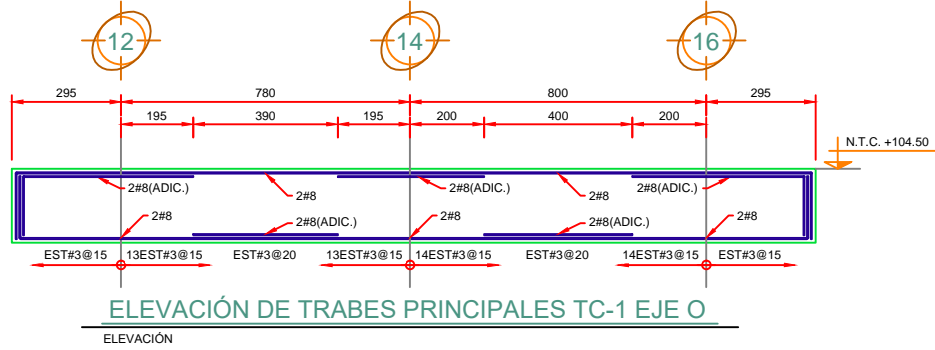 12 14 16
295 780 800 295
195 390 195 200 400 200
N.T.C. +104.50
2#8(ADIC.) 2#8 2#8(ADIC.) 2#8 2#8(ADIC.)
2#8 2#8(ADIC.) 2#8 2#8(ADIC.) 2#8
EST#3@15 13EST#3@15 EST#3@20 13EST#3@15 14EST#3@15 EST#3@20 14EST#3@15 EST#3@15
ELEVACIÓN DE TRABES PRINCIPALES TC-1 EJE O
ELEVACIÓN